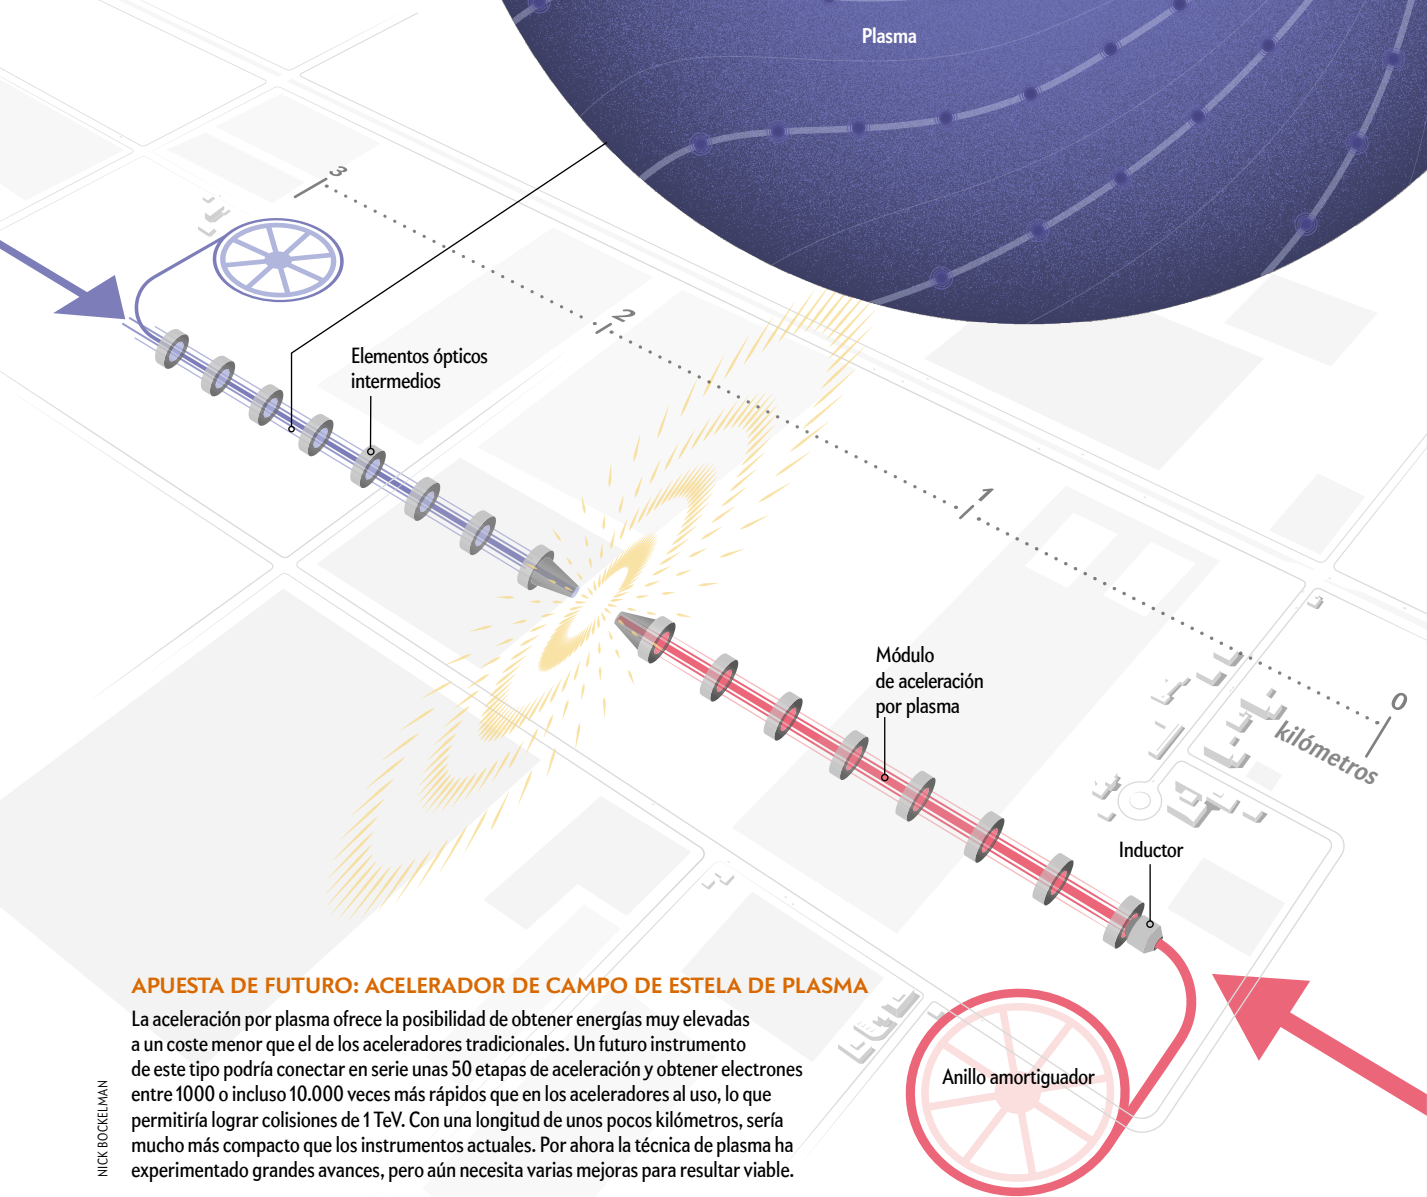 Plasma
3
2
Elementos ópticos
intermedios
1
Módulo
de aceleración
por plasma
0
kilómetros
Inductor
APUESTA DE FUTURO: ACELERADOR DE CAMPO DE ESTELA DE PLASMA
La aceleración por plasma ofrece la posibilidad de obtener energías muy elevadas
a un coste menor que el de los aceleradores tradicionales. Un futuro instrumento
de este tipo podría conectar en serie unas 50 etapas de aceleración y obtener electrones
entre 1000 o incluso 10.000 veces más rápidos que en los aceleradores al uso, lo que
permitiría lograr colisiones de 1 TeV. Con una longitud de unos pocos kilómetros, sería
mucho más compacto que los instrumentos actuales. Por ahora la técnica de plasma ha
experimentado grandes avances, pero aún necesita varias mejoras para resultar viable.
Anillo amortiguador
NICK BOCKELMAN